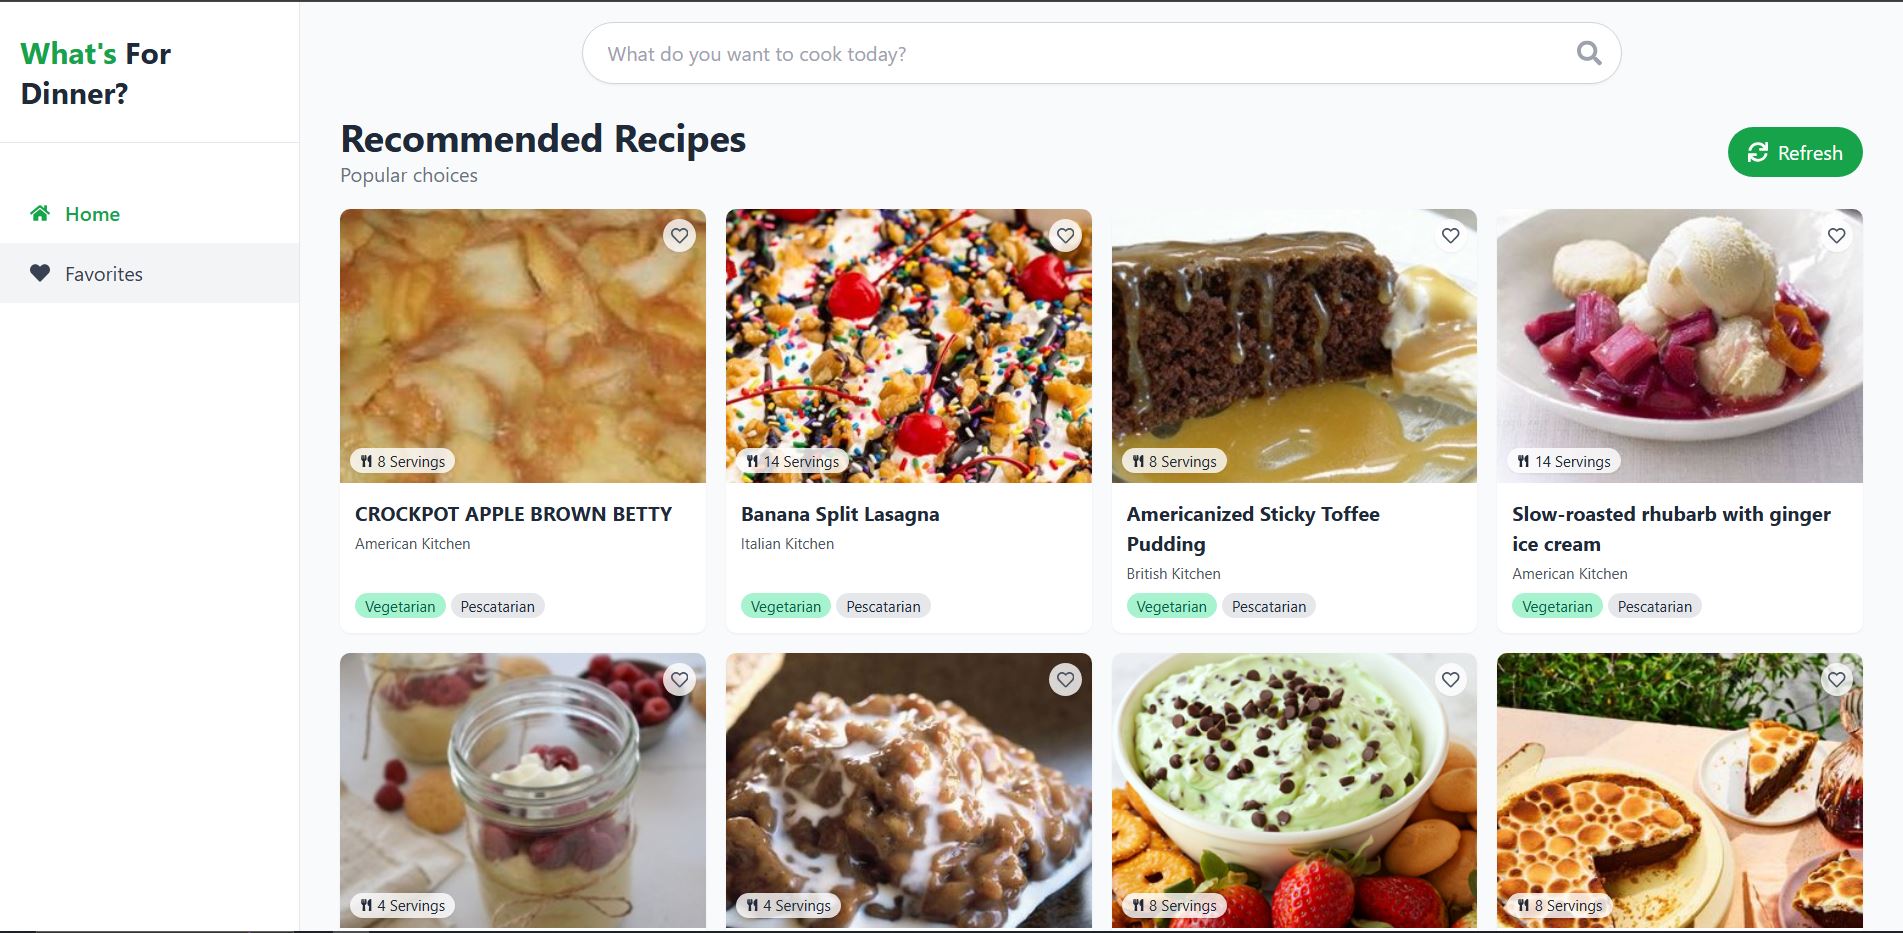 What's For
Dinner?
What do you want to cook today?
Home
Favorites
Recommended Recipes
Popular choices
Refresh
8 Servings
14 Servings
8 Servings
14 Servings
CROCKPOT APPLE BROWN BETTY
American Kitchen
Vegetarian Pescatarian
Banana Split Lasagna
Italian Kitchen
Vegetarian Pescatarian
Americanized Sticky Toffee
Pudding
British Kitchen
Vegetarian Pescatarian
Slow-roasted rhubarb with ginger
ice cream
American Kitchen
Vegetarian Pescatarian
4 Servings
4 Servings
8 Servings
8 Servings